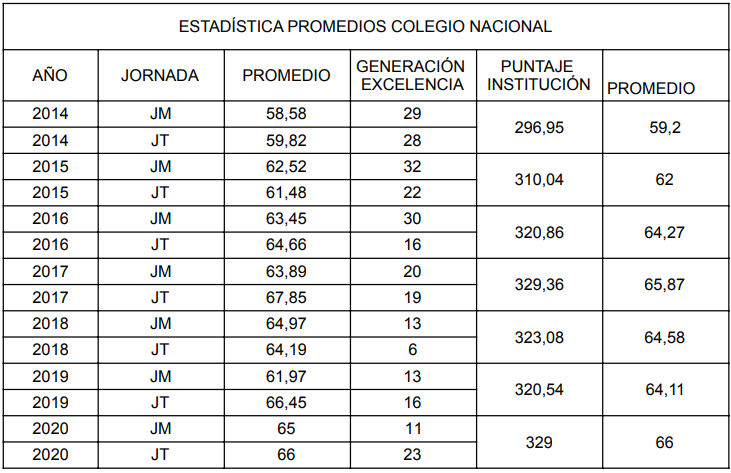 ESTADÍSTICA PROMEDIOS COLEGIO NACIONAL
AÑO JORNADA PROMEDIO GENERACIÓN EXCELENCIA PUNTAJE INSTITUCIÓN PROMEDIO
2014 JM 58,58 29 296,95 59,2
2014 JT 59,82 28
2015 JM 62,52 32 310,04 62
2015 JT 61,48 22
2016 JM 63,45 30 320,86 64,27
2016 JT 64,66 16
2017 JM 63,89 20 329,36 65,87
2017 JT 67,85 19
2018 JM 64,97 13 323,08 64,58
2018 JT 64,19 6
2019 JM 61,97 13 320,54 64,11
2019 JT 66,45 16
2020 JM 65 11 329 66
2020 JT 66 23